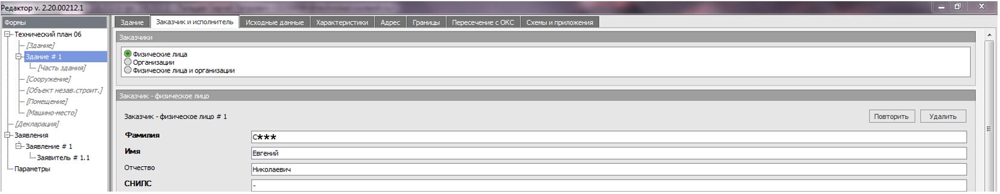 Редактор v. 2.20.00212.1
Формы
Технический план 06
[Здание]
Здание # 1
[Часть здания]
[Сооружение]
[Объект незав.строит.]
[Помещение]
[Машино-место]
[Декларация]
Заявления
Заявление # 1
Заявитель # 1.1
Параметры
Здание Заказчик и исполнитель Исходные данные Характеристики Адрес Границы Пересечение с ОКС Схемы и приложения
Заказчики
Физические лица
Организации
Физические лица и организации
Заказчик - физическое лицо
Заказчик - физическое лицо # 1 Повторить Удалить
Фамилия С***
Имя Евгений
Отчество Николаевич
СНИЛС -